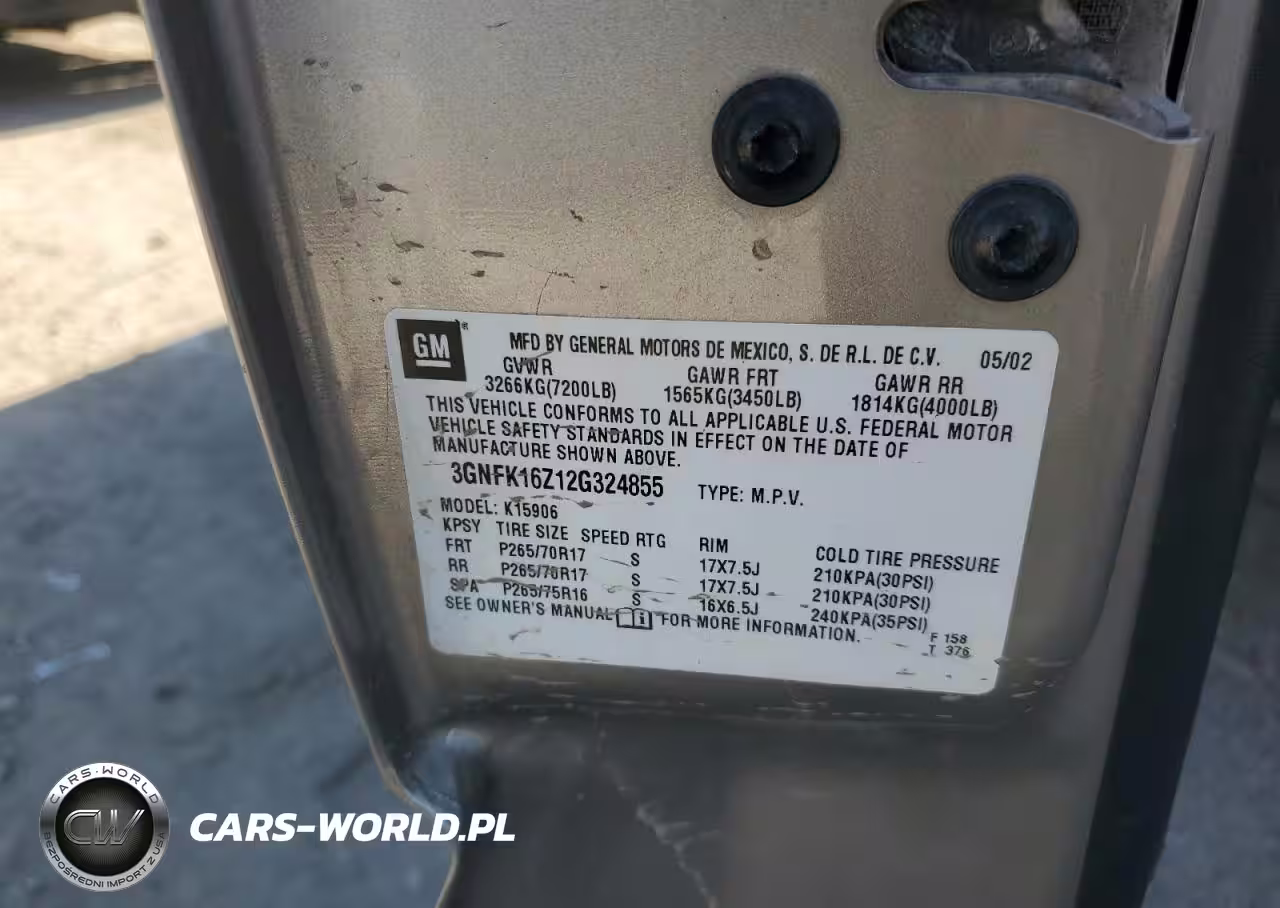 GM
MFD BY GENERAL MOTORS DE MEXICO, S. DE R.L. DE C.V. 05/02
GVWR GAWR FRT GAWR RR
3266KG(7200LB) 1565KG(3450LB) 1814KG(4000LB)
THIS VEHICLE CONFORMS TO ALL APPLICABLE U.S. FEDERAL MOTOR
VEHICLE SAFETY STANDARDS IN EFFECT ON THE DATE OF
MANUFACTURE SHOWN ABOVE.
3GNFK16Z12G324855 TYPE: M.P.V.
MODEL: K15906
KPSY TIRE SIZE SPEED RTG RIM COLD TIRE PRESSURE
FRT P265/70R17 S 17X7.5J 210KPA(30PSI)
RR P265/70R17 S 17X7.5J 210KPA(30PSI)
SPA P265/75R16 S 16X6.5J 240KPA(35PSI)
SEE OWNER'S MANUAL FOR MORE INFORMATION.
F 158
T 376
CARS-WORLD
CW
BEZPOŚREDNI IMPORT Z USA
CARS-WORLD.PL